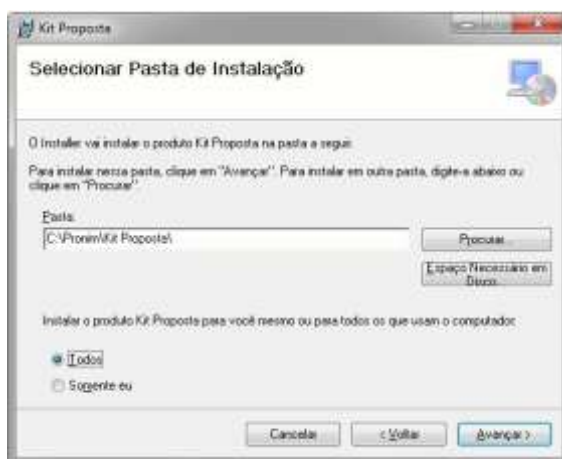 Kit Proposta
Selecionar Pasta de Instalação
O Installer vai instalar o produto Kit Proposta na pasta a seguir.
Para instalar nessa pasta, clique em "Avançar". Para instalar em outra pasta, digite-a abaixo ou
clique em "Procurar"
Pasta:
C:\Pronim\Kit Proposta\
Procurar...
Espaço Necessário em
Disco...
Instalar o produto Kit Proposta para você mesmo ou para todos os que usam o computador:
Todos
Somente eu
Cancelar
< Voltar
Avançar >